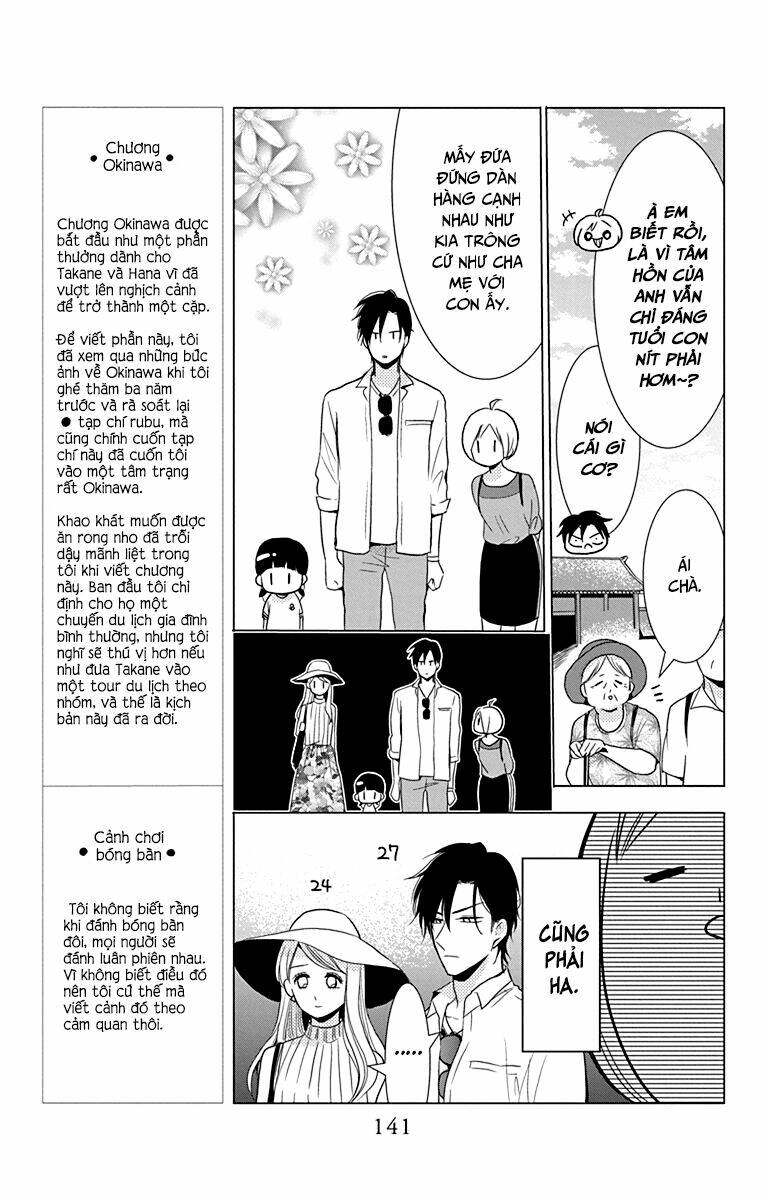 À EM
BIẾT RỒI,
LÀ VÌ TÂM
HỒN CỦA
ANH VẪN
CHỈ ĐÁNG
TUỔI CON
NÍT PHẢI
HƠM~?
NÓI
CÁI GÌ
CƠ?
ÁI
CHÀ.
MẤY ĐỨA
ĐỨNG DÀN
HÀNG CẠNH
NHAU NHƯ
KIA TRÔNG
CỨ NHƯ CHA
MẸ VỚI
CON ẤY.
CŨNG
PHẢI
HA.
27
24
......
Chương
Okinawa
Chương Okinawa được
bắt đầu như một phần
thưởng dành cho
Takane và Hana vì đã
vượt lên nghịch cảnh
để trở thành một cặp.
Để viết phần này, tôi
đã xem qua những bức
ảnh về Okinawa khi tôi
ghé thăm ba năm
trước và rà soát lại
tạp chí rubu, mà
cũng chính cuốn tạp
chí này đã cuốn tôi
vào một tâm trạng
rất Okinawa.
Khao khát muốn được
ăn rong nho đã trỗi
dậy mãnh liệt trong
tôi khi viết chương
này. Ban đầu tôi chỉ
định cho họ một
chuyến du lịch gia đình
bình thường, nhưng tôi
nghĩ sẽ thú vị hơn nếu
như đưa Takane vào
một tour du lịch theo
nhóm, và thế là kịch
bản này đã ra đời.
Cảnh chơi
bóng bàn
Tôi không biết rằng
khi đánh bóng bàn
đôi, mọi người sẽ
đánh luân phiên nhau.
Vì không biết điều đó
nên tôi cứ thế mà
viết cảnh đó theo
cảm quan thôi.
141